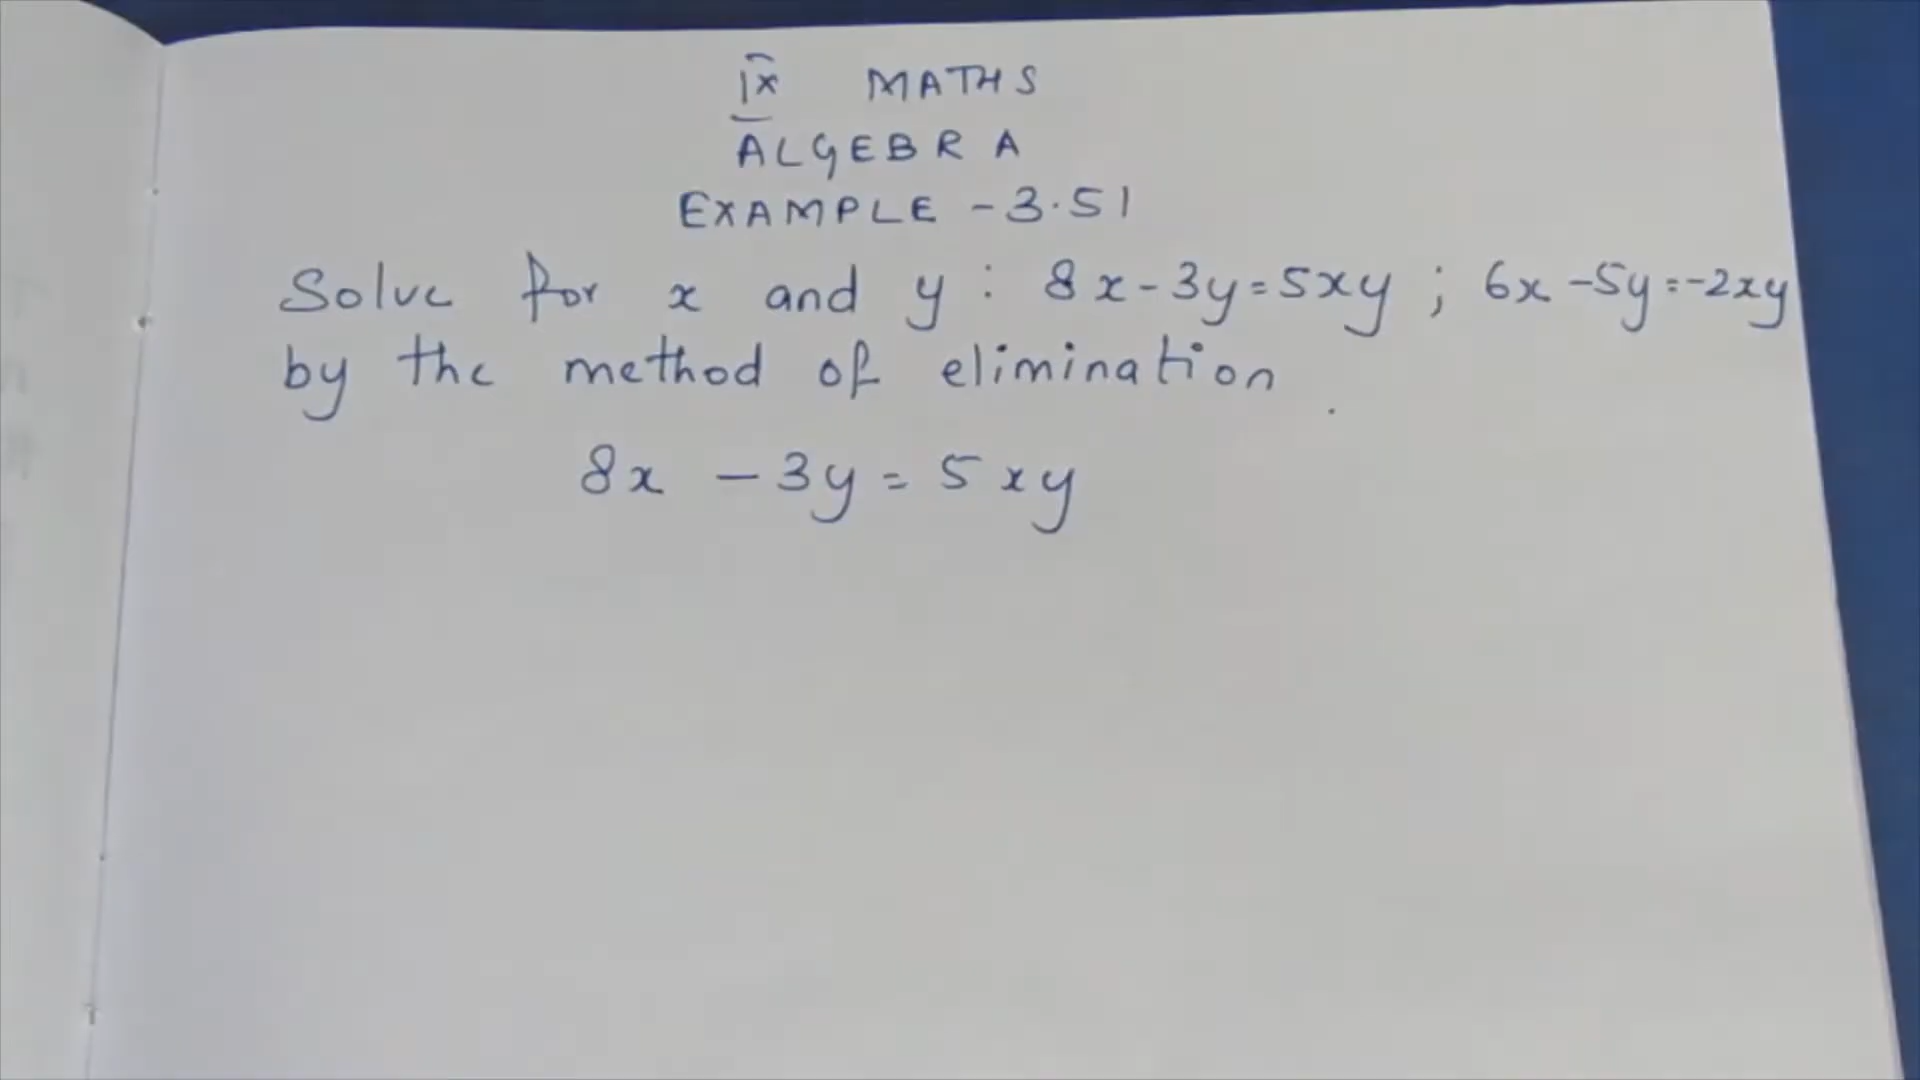 IX MATHS
ALGEBRA
EXAMPLE - 3.51
Solve for x and y : 8x - 3y = 5xy ; 6x - 5y = -2xy
by the method of elimination.
8x - 3y = 5xy